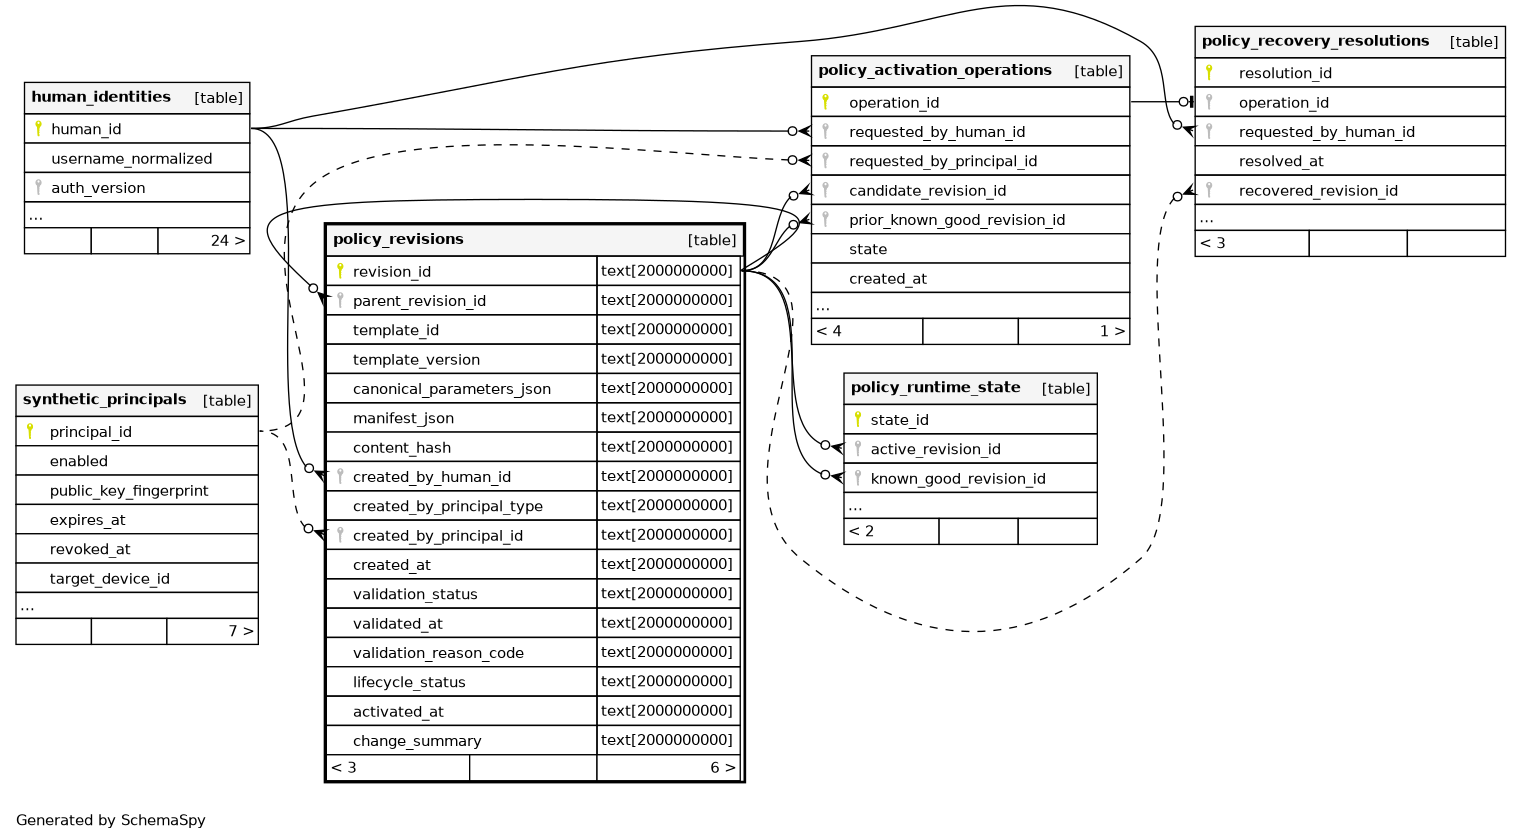 human_identities [table]
human_id
username_normalized
auth_version
...
24 >
synthetic_principals [table]
principal_id
enabled
public_key_fingerprint
expires_at
revoked_at
target_device_id
...
7 >
policy_revisions [table]
revision_id text[2000000000]
parent_revision_id text[2000000000]
template_id text[2000000000]
template_version text[2000000000]
canonical_parameters_json text[2000000000]
manifest_json text[2000000000]
content_hash text[2000000000]
created_by_human_id text[2000000000]
created_by_principal_type text[2000000000]
created_by_principal_id text[2000000000]
created_at text[2000000000]
validation_status text[2000000000]
validated_at text[2000000000]
validation_reason_code text[2000000000]
lifecycle_status text[2000000000]
activated_at text[2000000000]
change_summary text[2000000000]
< 3 6 >
policy_activation_operations [table]
operation_id
requested_by_human_id
requested_by_principal_id
candidate_revision_id
prior_known_good_revision_id
state
created_at
...
< 4 1 >
policy_runtime_state [table]
state_id
active_revision_id
known_good_revision_id
...
< 2
policy_recovery_resolutions [table]
resolution_id
operation_id
requested_by_human_id
resolved_at
recovered_revision_id
...
< 3
Generated by SchemaSpy